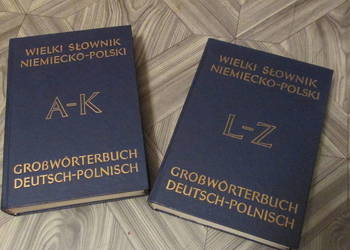 WIELKI SŁOWNIK
NIEMIECKO-POLSKI
A-K
GROßWÖRTERBUCH
DEUTSCH-POLNISCH
WIELKI SŁOWNIK
NIEMIECKO-POLSKI
L-Z
GROßWÖRTERBUCH
DEUTSCH-POLNISCH